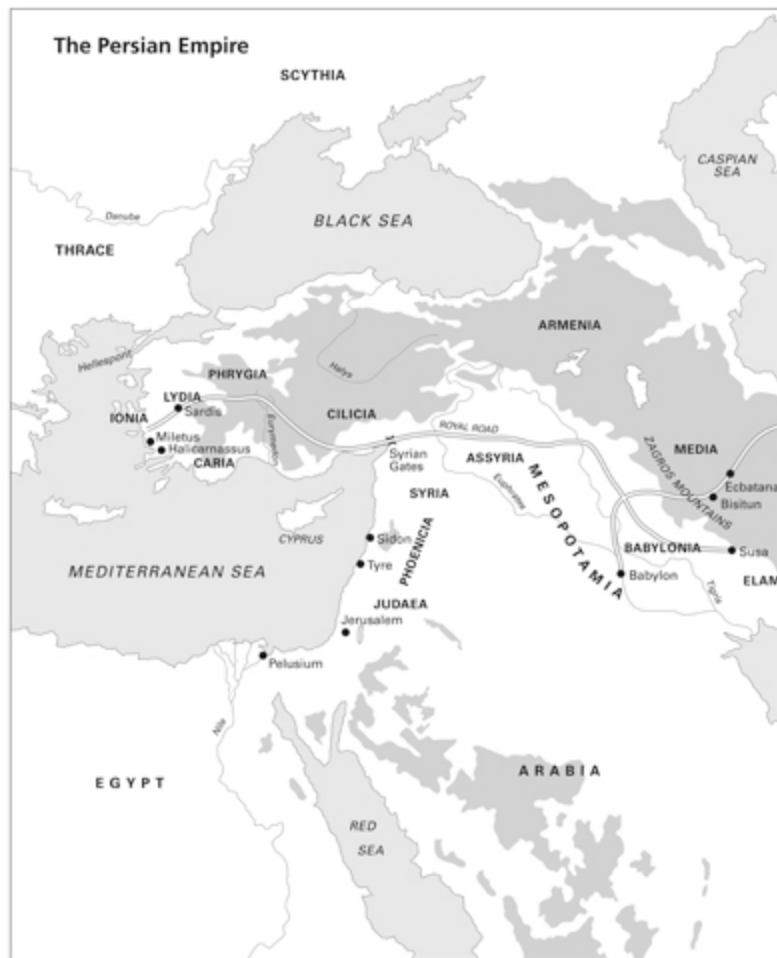 The Persian Empire
SCYTHIA
CASPIAN
SEA
BLACK SEA
Danube
THRACE
ARMENIA
Hellespont
Halys
PHRYGIA
LYDIA
Sardis
IONIA
CILICIA
Eurymedon
ROYAL ROAD
Miletus
Halicarnassus
CARIA
Syrian
Gates
ASSYRIA
MEDIA
ZAGROS MOUNTAINS
Ecbatana
Bisitun
SYRIA
Euphrates
MESOPOTAMIA
CYPRUS
Sidon
PHOENICIA
BABYLONIA
Susa
MEDITERRANEAN SEA
Tyre
Babylon
Tigris
ELAM
JUDAEA
Jerusalem
Pelusium
Nile
EGYPT
ARABIA
RED
SEA